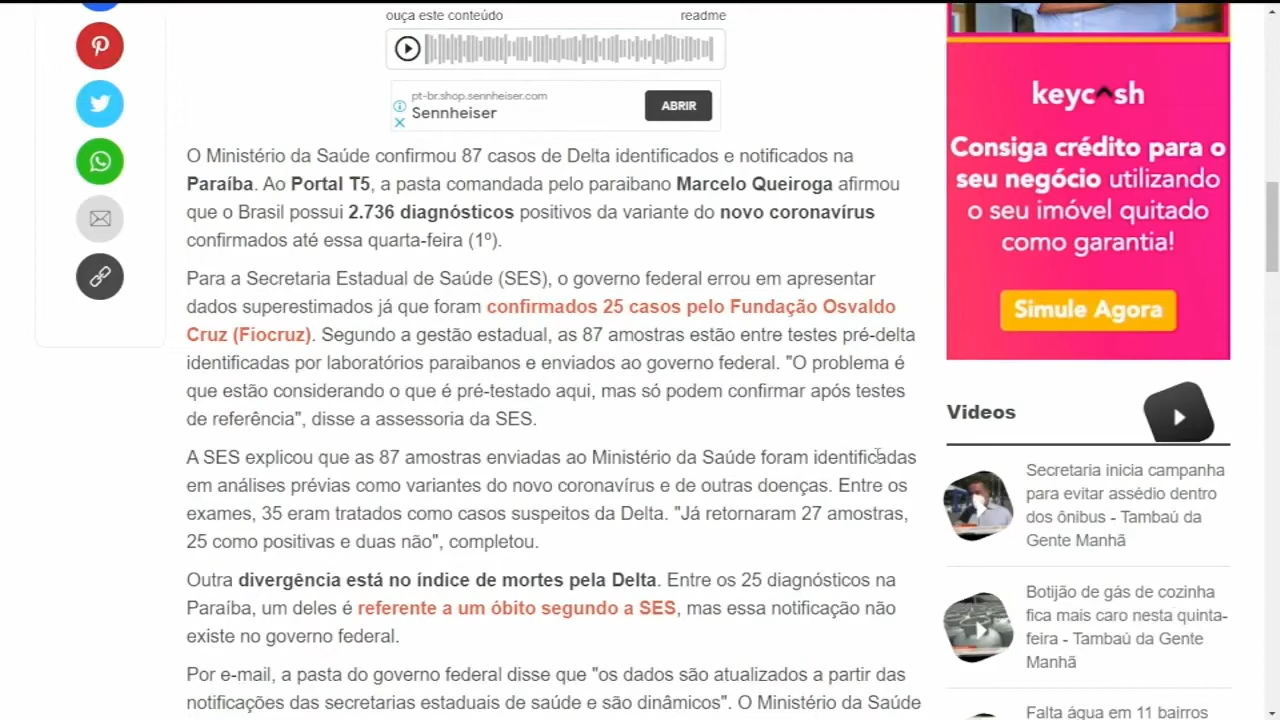 ouça este conteúdo
readme
pt-br.shop.sennheiser.com
Sennheiser
ABRIR
O Ministério da Saúde confirmou 87 casos de Delta identificados e notificados na
Paraíba. Ao Portal T5, a pasta comandada pelo paraibano Marcelo Queiroga afirmou
que o Brasil possui 2.736 diagnósticos positivos da variante do novo coronavírus
confirmados até essa quarta-feira (1º).
Para a Secretaria Estadual de Saúde (SES), o governo federal errou em apresentar
dados superestimados já que foram confirmados 25 casos pelo Fundação Osvaldo
Cruz (Fiocruz). Segundo a gestão estadual, as 87 amostras estão entre testes pré-delta
identificadas por laboratórios paraibanos e enviados ao governo federal. "O problema é
que estão considerando o que é pré-testado aqui, mas só podem confirmar após testes
de referência", disse a assessoria da SES.
A SES explicou que as 87 amostras enviadas ao Ministério da Saúde foram identificadas
em análises prévias como variantes do novo coronavírus e de outras doenças. Entre os
exames, 35 eram tratados como casos suspeitos da Delta. "Já retornaram 27 amostras,
25 como positivas e duas não", completou.
Outra divergência está no índice de mortes pela Delta. Entre os 25 diagnósticos na
Paraíba, um deles é referente a um óbito segundo a SES, mas essa notificação não
existe no governo federal.
Por e-mail, a pasta do governo federal disse que "os dados são atualizados a partir das
notificações das secretarias estaduais de saúde e são dinâmicos". O Ministério da Saúde
keycash
Consiga crédito para o
seu negócio utilizando
o seu imóvel quitado
como garantia!
Simule Agora
Videos
Secretaria inicia campanha
para evitar assédio dentro
dos ônibus - Tambaú da
Gente Manhã
Botijão de gás de cozinha
fica mais caro nesta quinta-
feira - Tambaú da Gente
Manhã
Falta água em 11 bairros